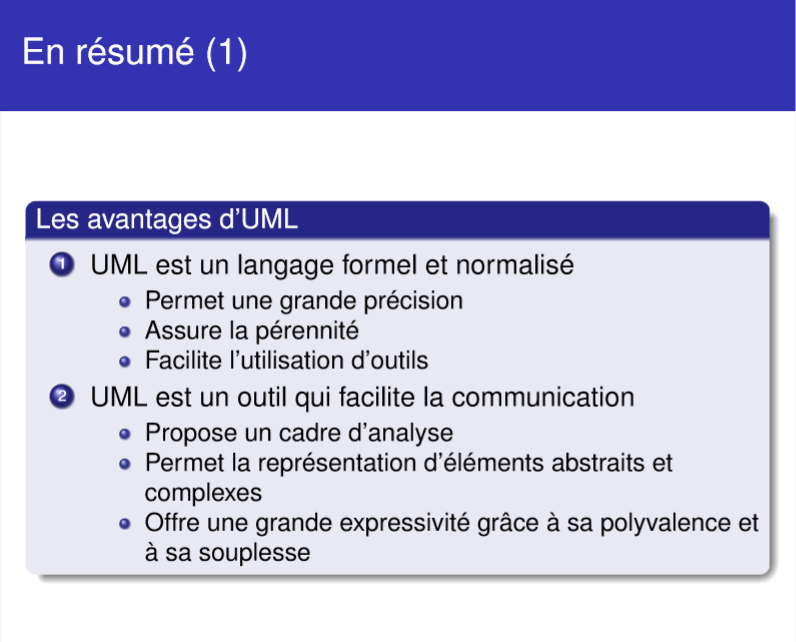 En résumé (1)
Les avantages d'UML
1 UML est un langage formel et normalisé
Permet une grande précision
Assure la pérennité
Facilite l'utilisation d'outils
2 UML est un outil qui facilite la communication
Propose un cadre d'analyse
Permet la représentation d'éléments abstraits et
complexes
Offre une grande expressivité grâce à sa polyvalence et
à sa souplesse